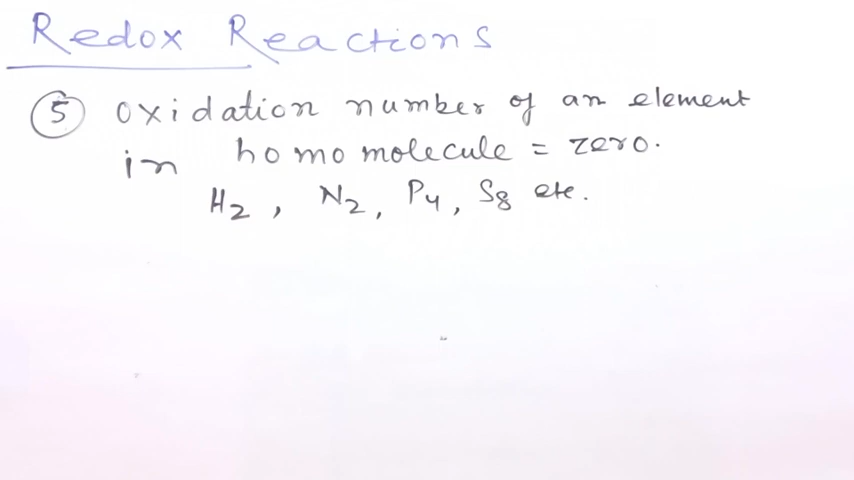 Redox Reactions
5 oxidation number of an element
in homo molecule = zero.
H2, N2, P4, S8 etc.